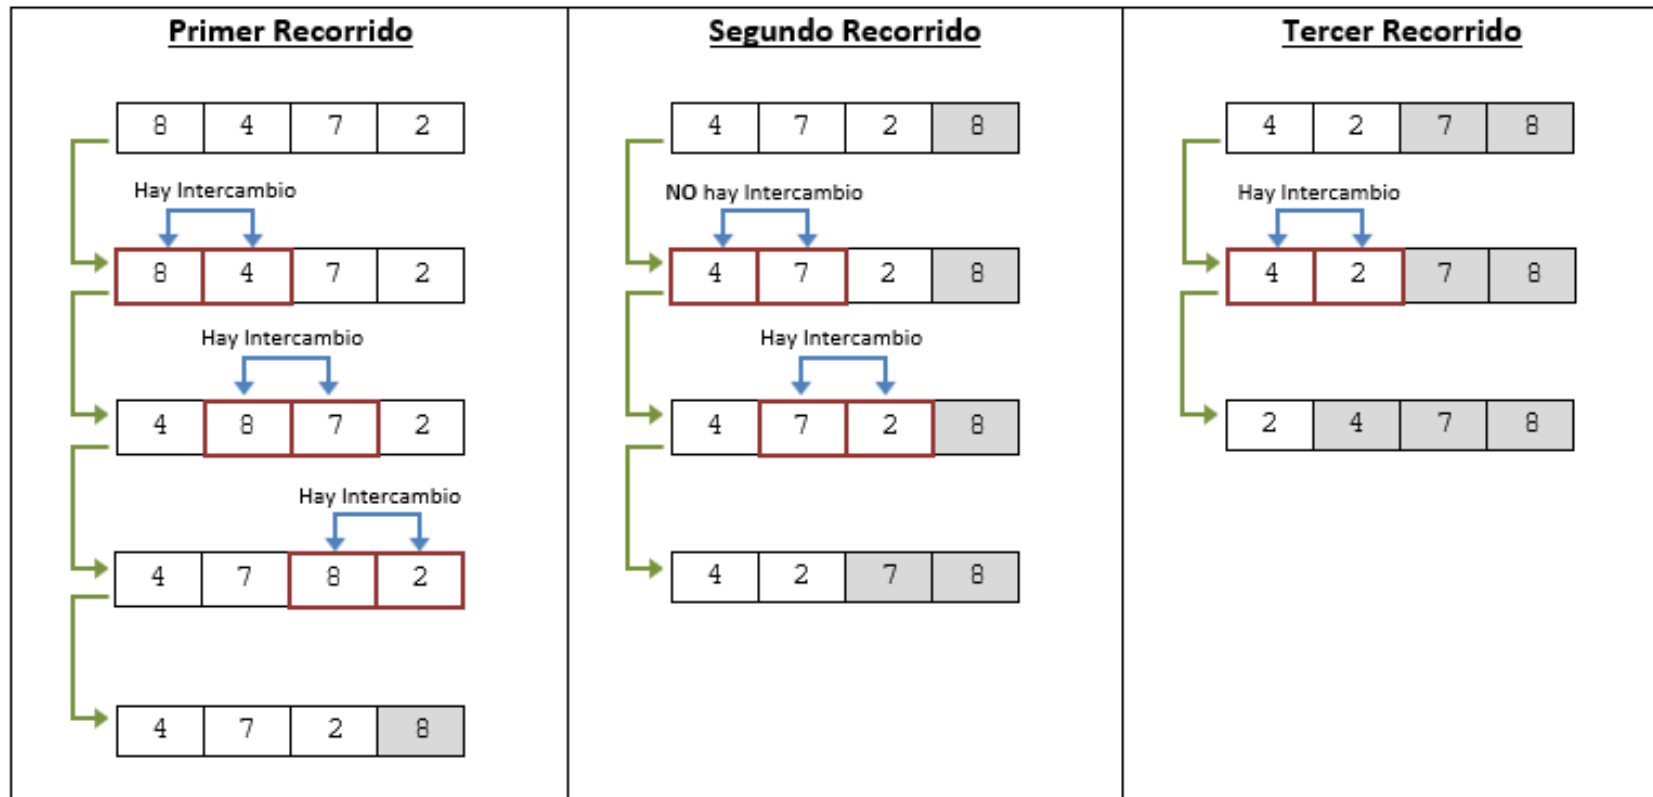 Primer Recorrido
8 4 7 2
Hay Intercambio
8 4 7 2
Hay Intercambio
4 8 7 2
Hay Intercambio
4 7 8 2
4 7 2 8
Segundo Recorrido
4 7 2 8
NO hay Intercambio
4 7 2 8
Hay Intercambio
4 7 2 8
4 2 7 8
Tercer Recorrido
4 2 7 8
Hay Intercambio
4 2 7 8
2 4 7 8